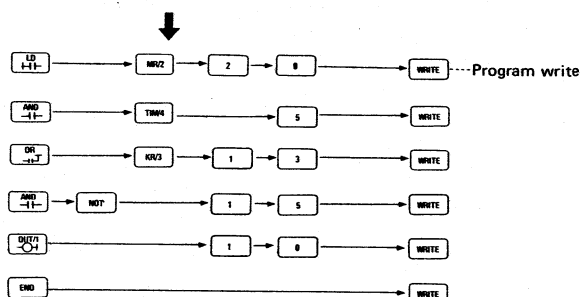 LD MR/2 2 0 WRITE Program write
AND TIM/4 5 WRITE
OR KR/3 1 3 WRITE
AND NOT 1 5 WRITE
OUT/1 1 0 WRITE
END WRITE